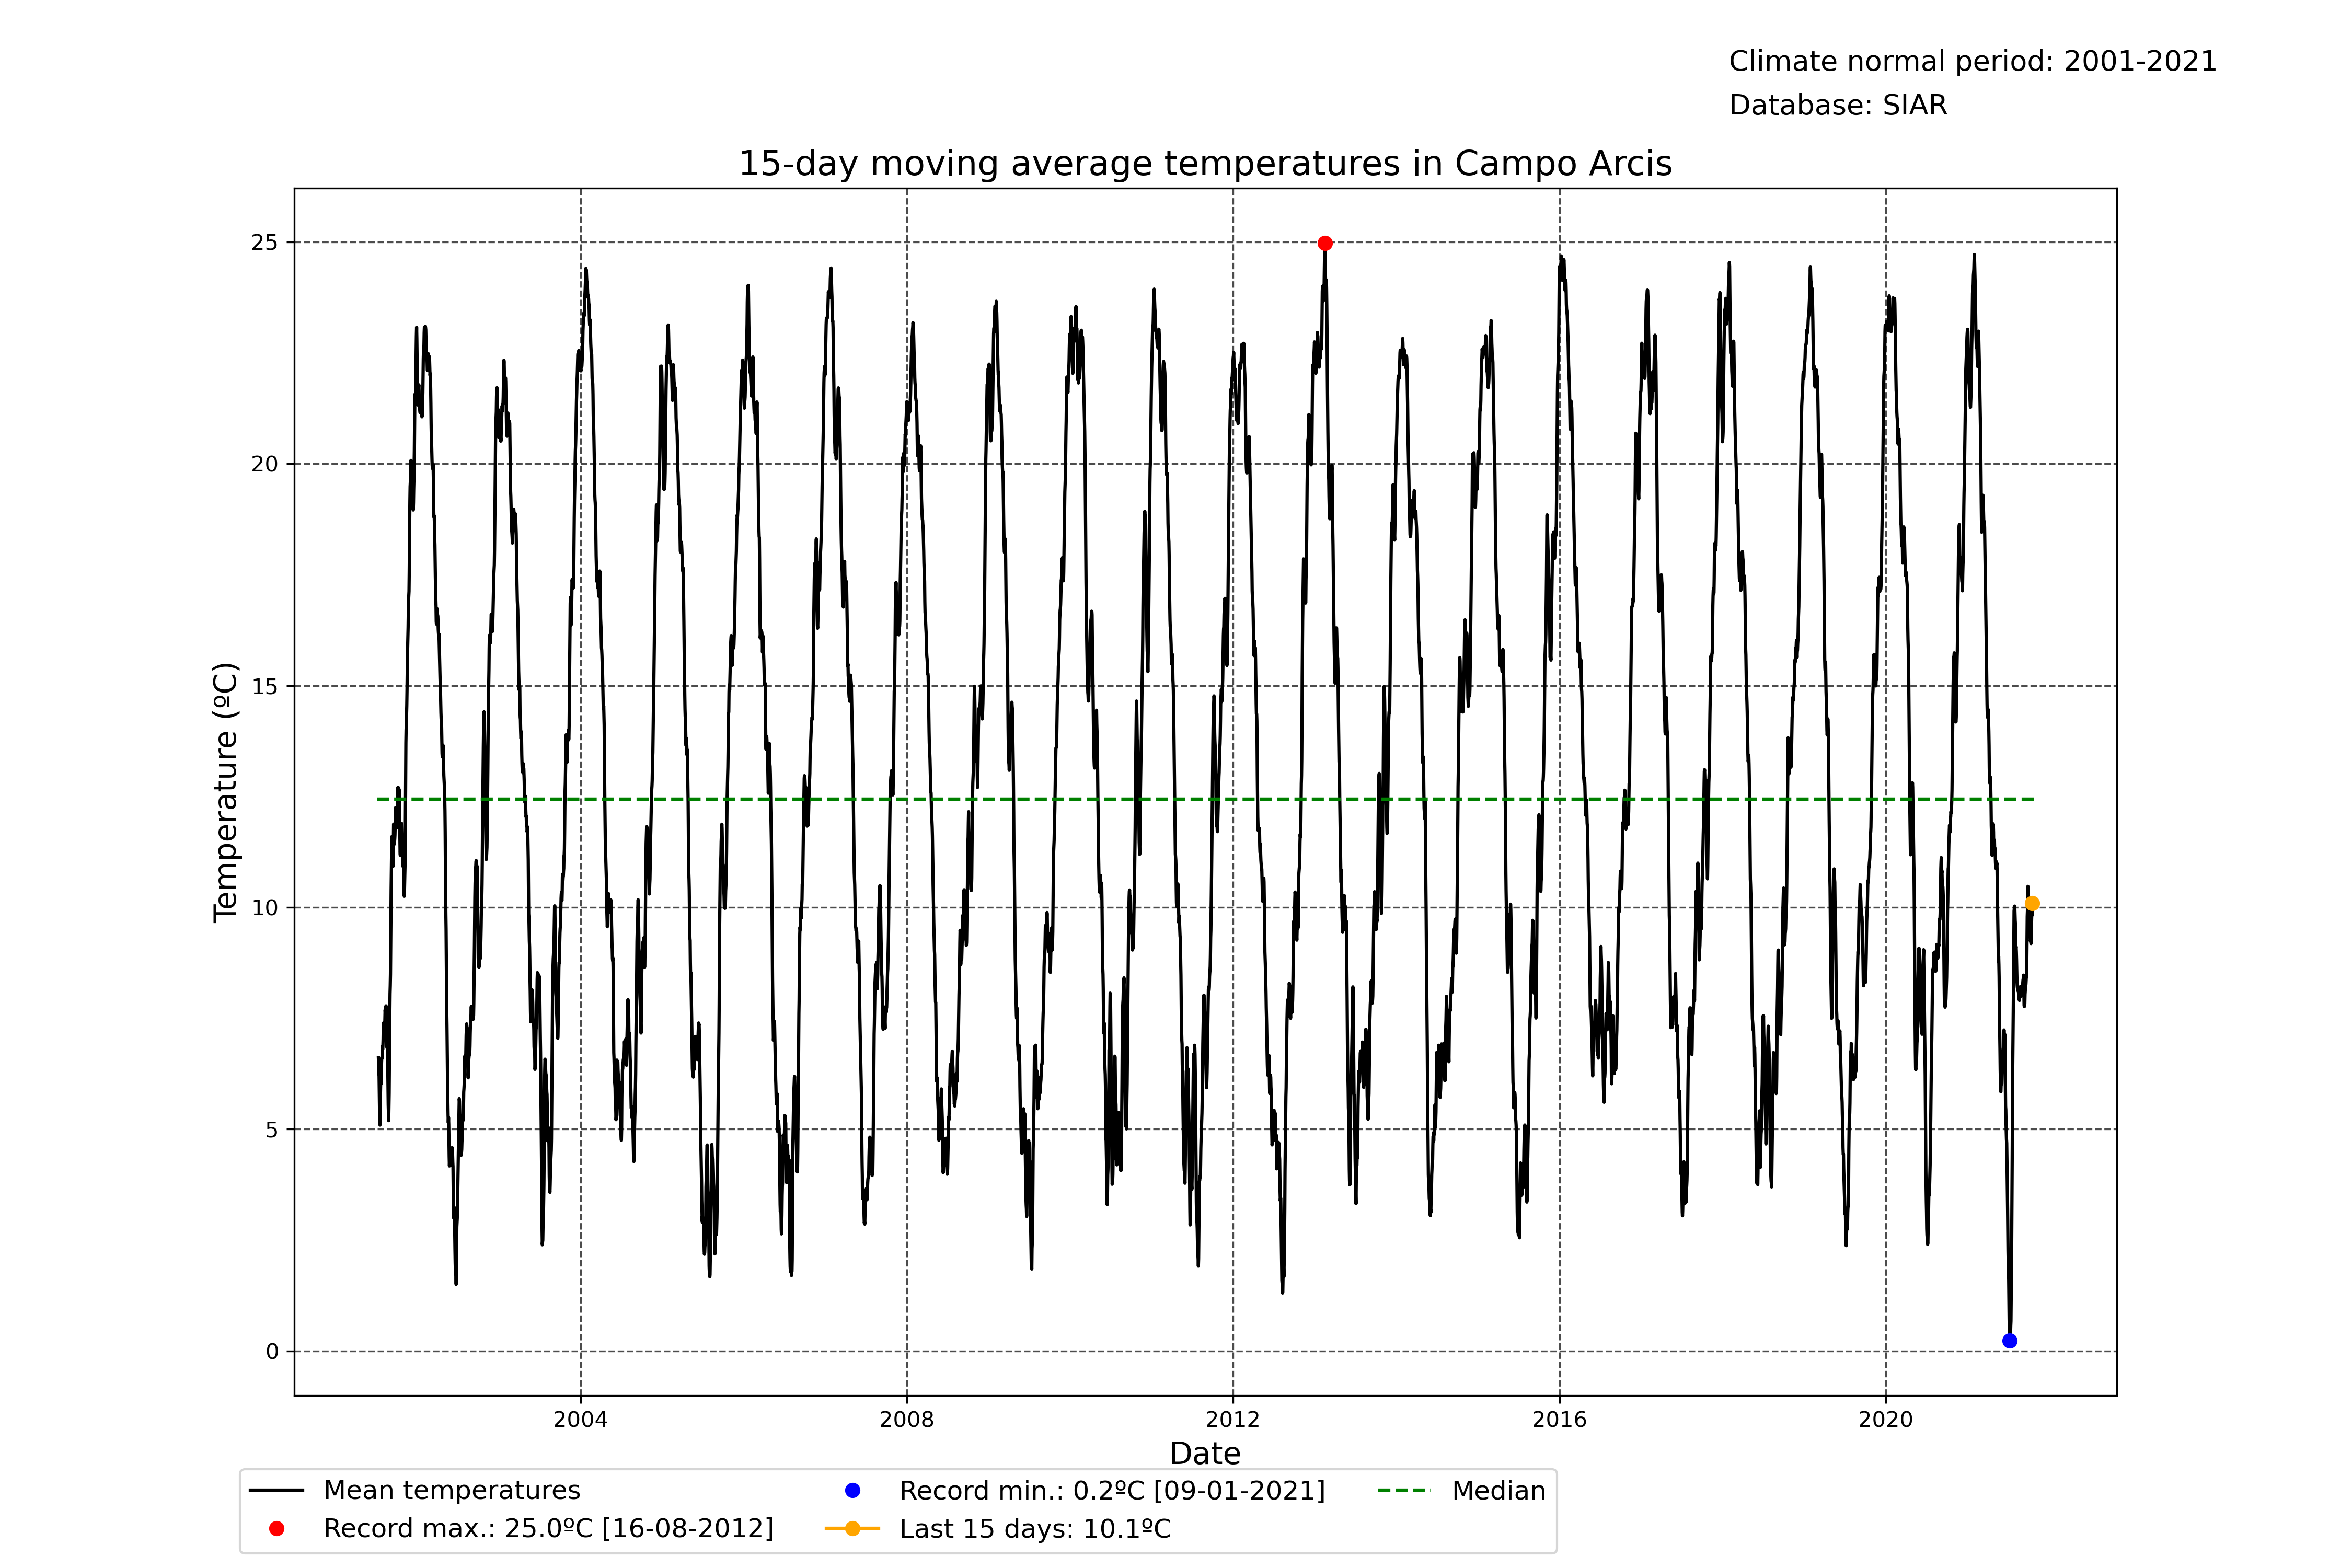 Climate normal period: 2001-2021
Database: SIAR
15-day moving average temperatures in Campo Arcis
Temperature (ºC)
25
20
15
10
5
0
2004
2008
2012
2016
2020
Date
Mean temperatures
Record max.: 25.0ºC [16-08-2012]
Record min.: 0.2ºC [09-01-2021]
Last 15 days: 10.1ºC
Median